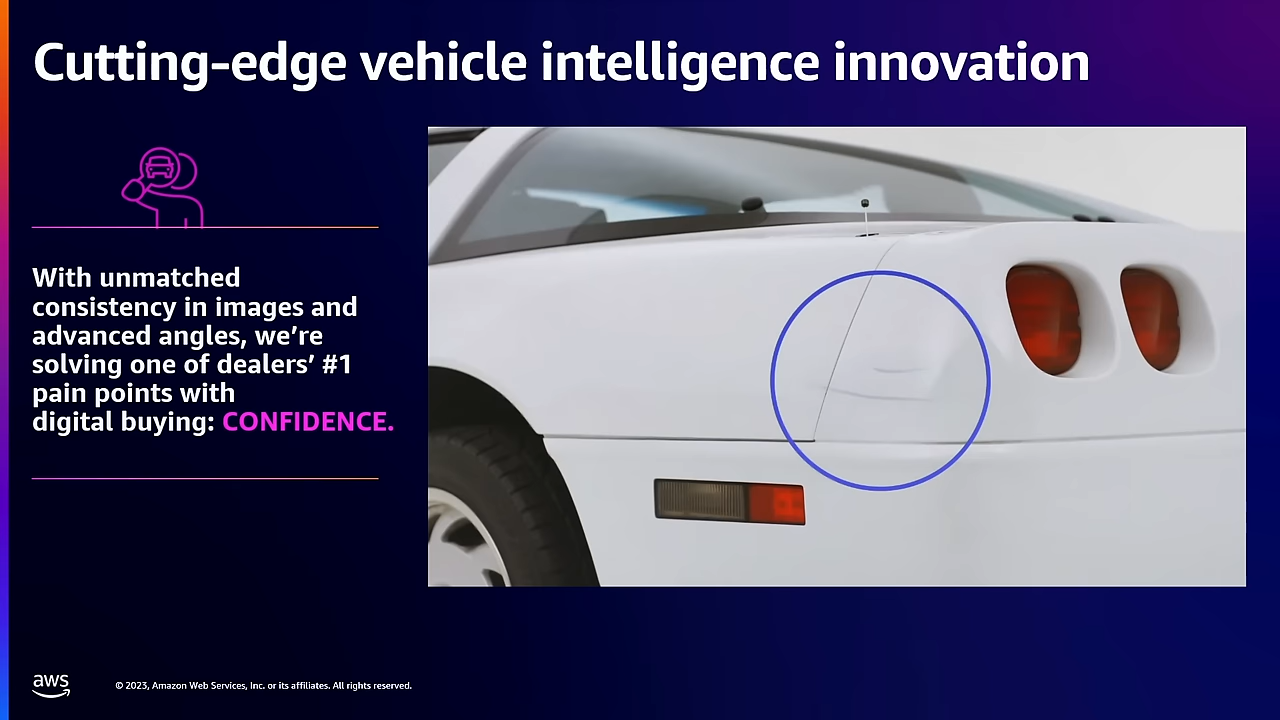 Cutting-edge vehicle intelligence innovation
With unmatched
consistency in images and
advanced angles, we’re
solving one of dealers’ #1
pain points with
digital buying: CONFIDENCE.
aws
© 2023, Amazon Web Services, Inc. or its affiliates. All rights reserved.